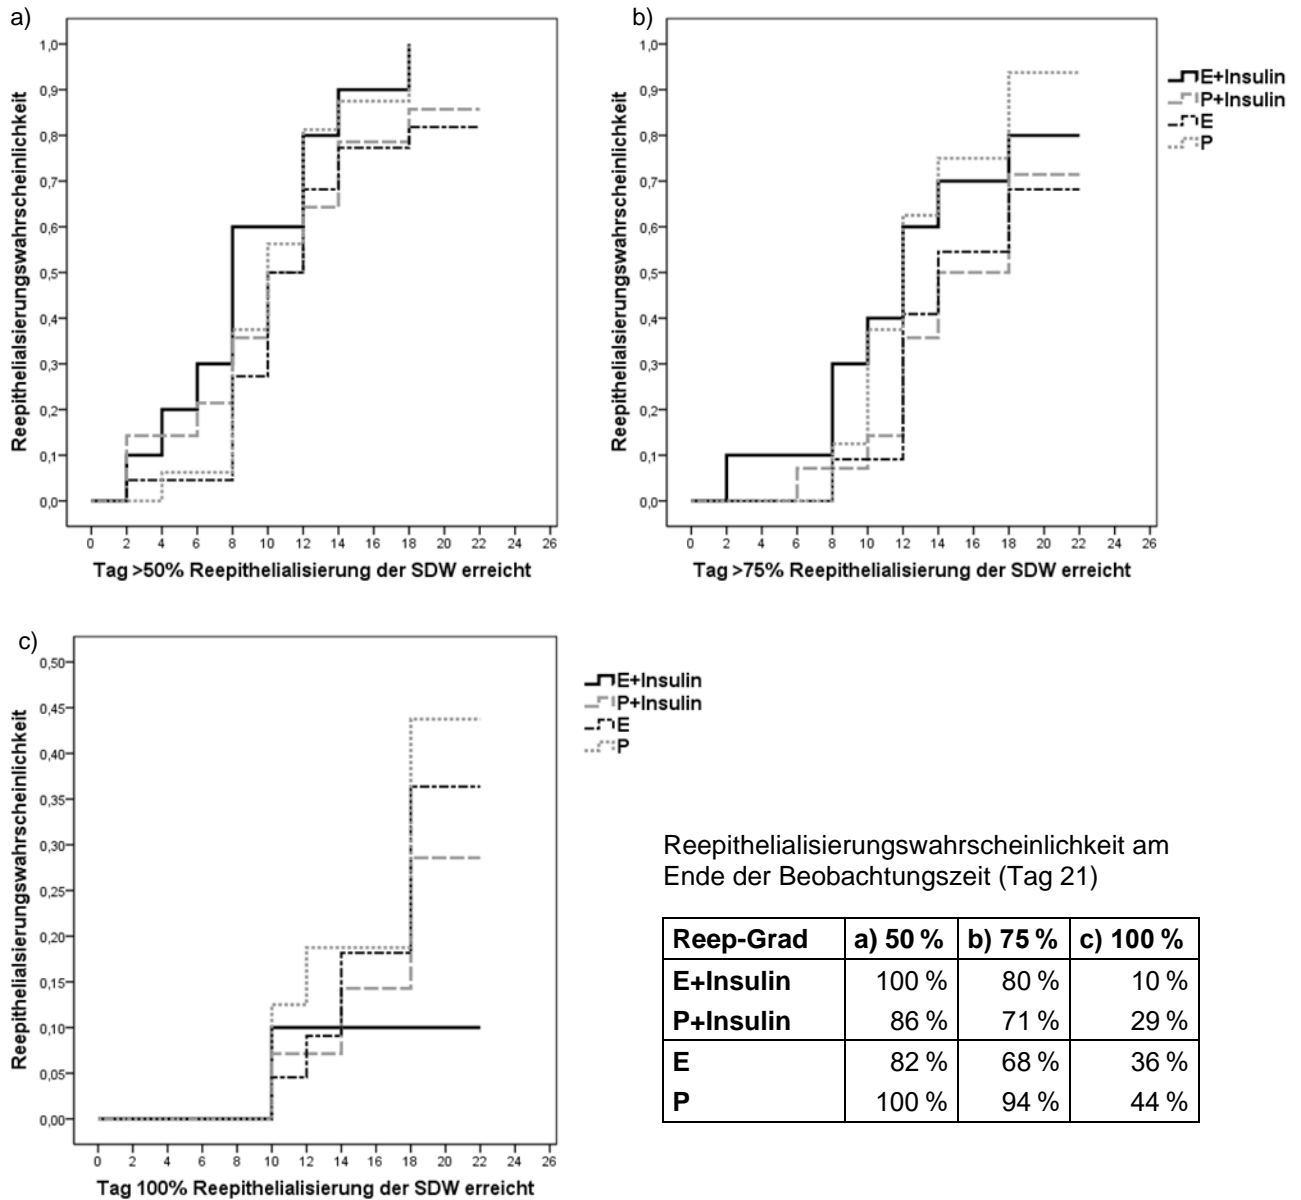 a)
1,0
0,9
0,8
0,7
0,6
0,5
0,4
0,3
0,2
0,1
0,0
Reepithelialsierungswahrscheinlichkeit
0 2 4 6 8 10 12 14 16 18 20 22 24 26
Tag >50% Reepithelialisierung der SDW erreicht
b)
1,0
0,9
0,8
0,7
0,6
0,5
0,4
0,3
0,2
0,1
0,0
Reepithelialsierungswahrscheinlichkeit
0 2 4 6 8 10 12 14 16 18 20 22 24 26
Tag >75% Reepithelialisierung der SDW erreicht
E+Insulin
P+Insulin
E
P
c)
0,50
0,45
0,40
0,35
0,30
0,25
0,20
0,15
0,10
0,05
0,00
Reepithelialsierungswahrscheinlichkeit
0 2 4 6 8 10 12 14 16 18 20 22 24 26
Tag 100% Reepithelialisierung der SDW erreicht
E+Insulin
P+Insulin
E
P
Reepithelialisierungswahrscheinlichkeit am
Ende der Beobachtungszeit (Tag 21)
Reep-Grad a) 50 % b) 75 % c) 100 %
E+Insulin 100 % 80 % 10 %
P+Insulin 86 % 71 % 29 %
E 82 % 68 % 36 %
P 100 % 94 % 44 %